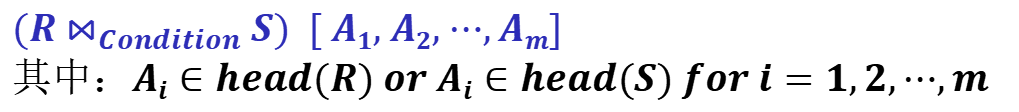 (R ⋈Condition S) [ A1, A2, ⋯, Am]
其中：Ai ∈ head(R) or Ai ∈ head(S) for i = 1, 2, ⋯, m